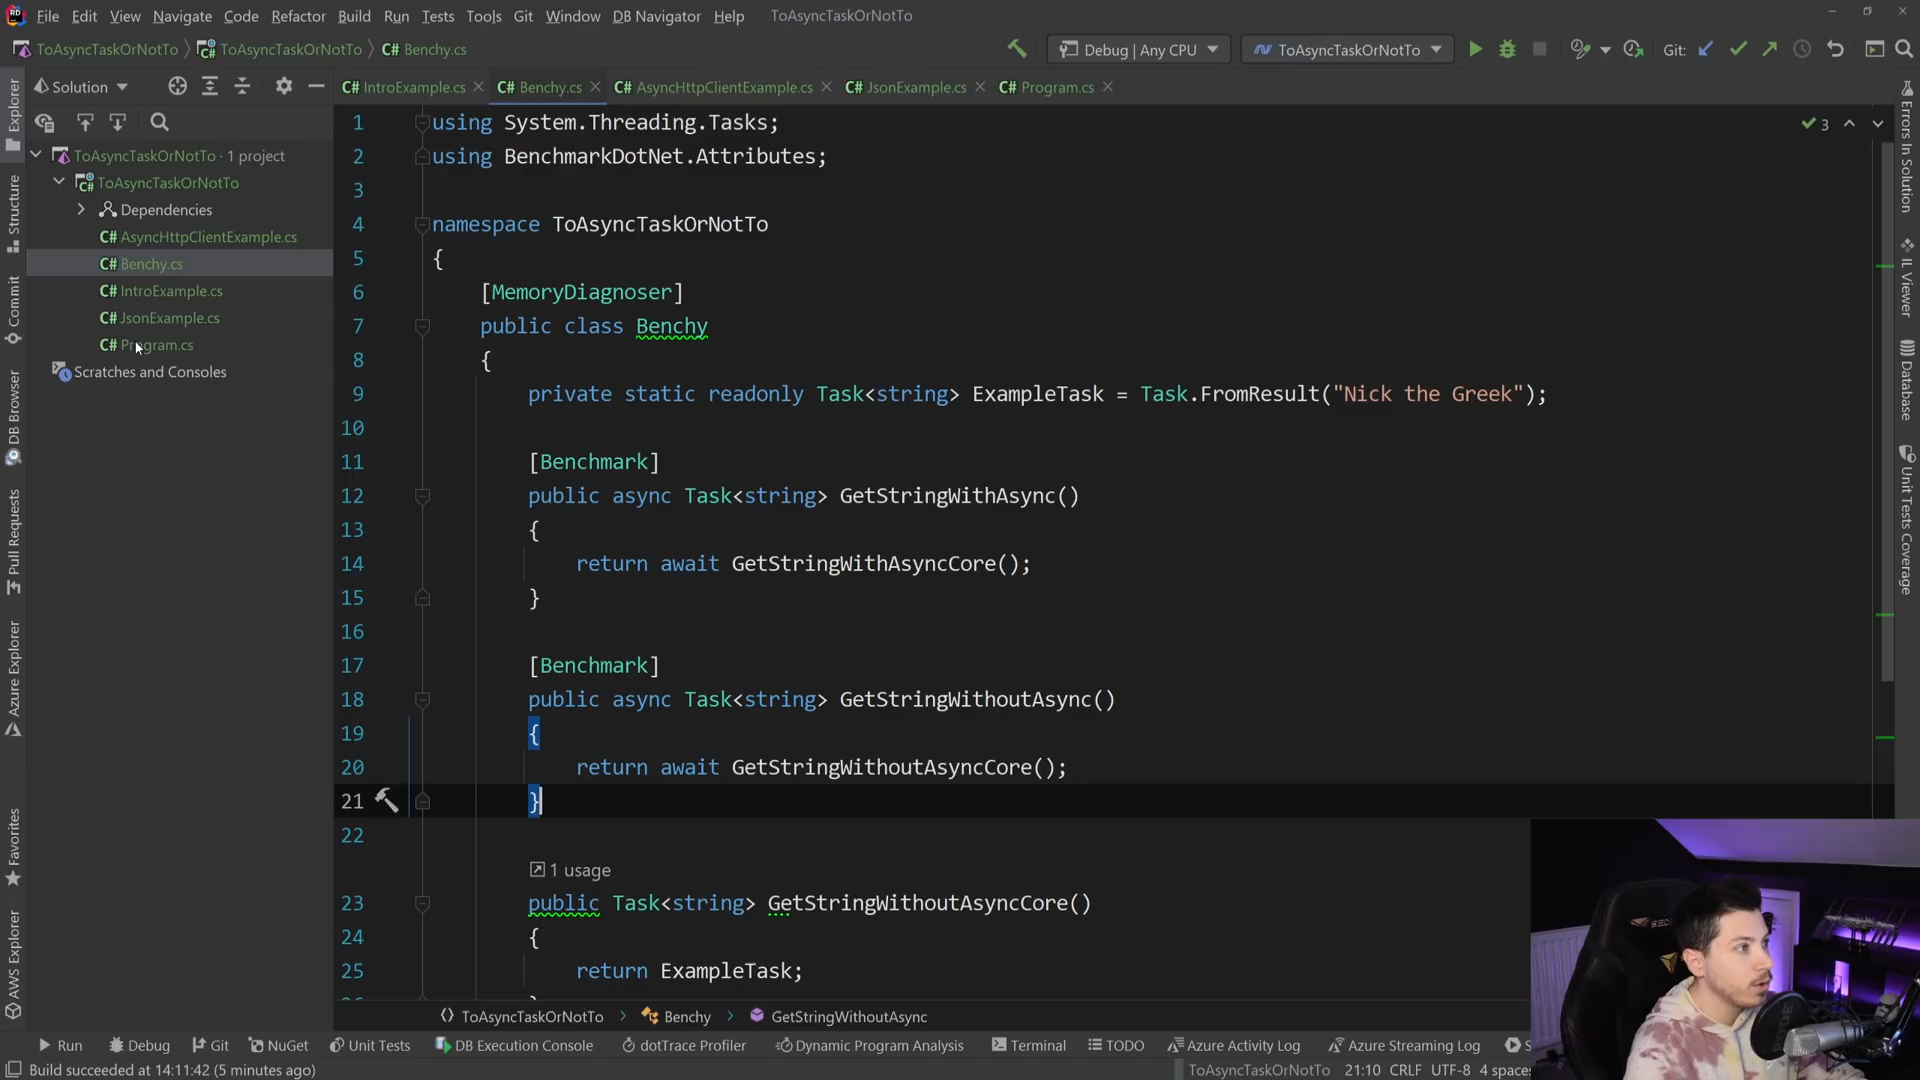 File Edit View Navigate Code Refactor Build Run Tests Tools Git Window DB Navigator Help ToAsyncTaskOrNotTo
ToAsyncTaskOrNotTo ToAsyncTaskOrNotTo C# Benchy.cs Debug | Any CPU ToAsyncTaskOrNotTo Git:
Solution
C# IntroExample.cs C# Benchy.cs C# AsyncHttpClientExample.cs C# JsonExample.cs C# Program.cs
ToAsyncTaskOrNotTo · 1 project
ToAsyncTaskOrNotTo
Dependencies
C# AsyncHttpClientExample.cs
C# Benchy.cs
C# IntroExample.cs
C# JsonExample.cs
C# Program.cs
Scratches and Consoles
Explorer
Structure
Commit
DB Browser
Pull Requests
Azure Explorer
Favorites
AWS Explorer
3
1 using System.Threading.Tasks;
2 using BenchmarkDotNet.Attributes;
3
4 namespace ToAsyncTaskOrNotTo
5 {
6 [MemoryDiagnoser]
7 public class Benchy
8 {
9 private static readonly Task<string> ExampleTask = Task.FromResult("Nick the Greek");
10
11 [Benchmark]
12 public async Task<string> GetStringWithAsync()
13 {
14 return await GetStringWithAsyncCore();
15 }
16
17 [Benchmark]
18 public async Task<string> GetStringWithoutAsync()
19 {
20 return await GetStringWithoutAsyncCore();
21 }
22
1 usage
23 public Task<string> GetStringWithoutAsyncCore()
24 {
25 return ExampleTask;
Errors In Solution
IL Viewer
Database
Unit Tests Coverage
ToAsyncTaskOrNotTo Benchy GetStringWithoutAsync
Run Debug Git NuGet Unit Tests DB Execution Console dotTrace Profiler Dynamic Program Analysis Terminal TODO Azure Activity Log Azure Streaming Log
Build succeeded at 14:11:42 (5 minutes ago) ToAsyncTaskOrNotTo 21:10 CRLF UTF-8 4 spaces